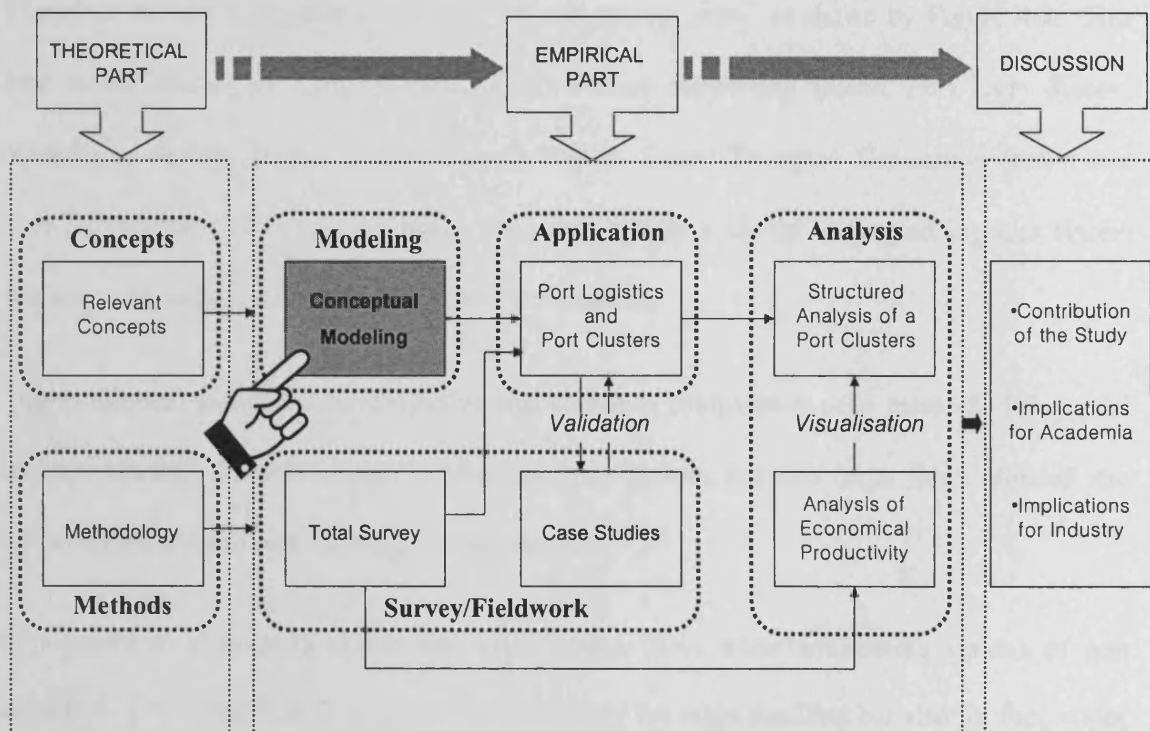 THEORETICAL
PART
EMPIRICAL
PART
DISCUSSION
Concepts
Relevant
Concepts
Modeling
Conceptual
Modeling
Application
Port Logistics
and
Port Clusters
Analysis
Structured
Analysis of a
Port Clusters
•Contribution
of the Study
•Implications
for Academia
•Implications
for Industry
Validation
Visualisation
Methodology
Methods
Total Survey
Case Studies
Survey/Fieldwork
Analysis of
Economical
Productivity